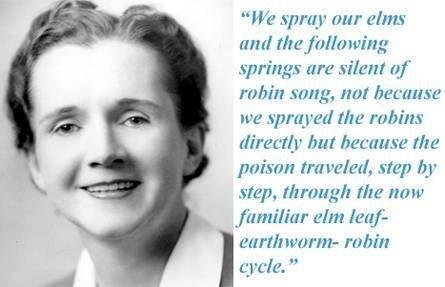 “We spray our elms
and the following
springs are silent of
robin song, not because
we sprayed the robins
directly but because the
poison traveled, step by
step, through the now
familiar elm leaf-
earthworm- robin
cycle.”